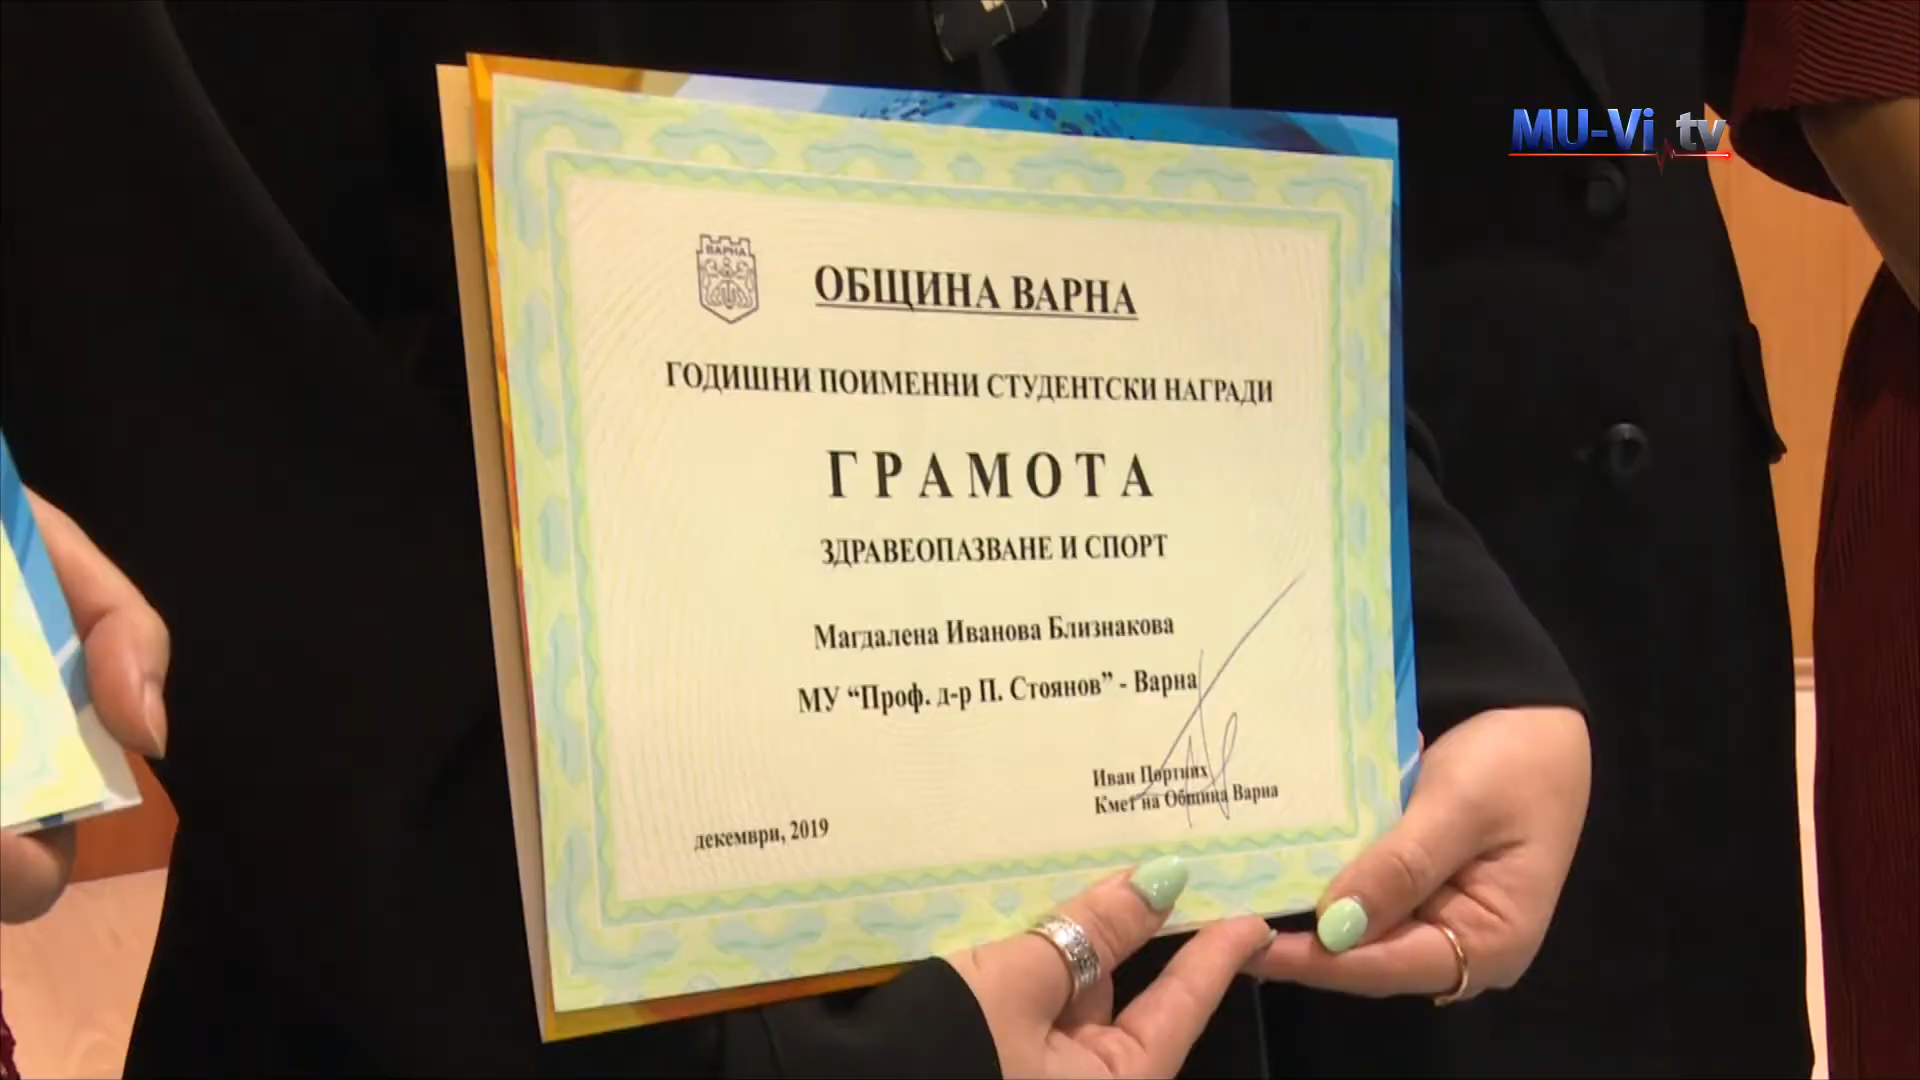 MU-Vi.tv
ВАРНА
ОБЩИНА ВАРНА
ГОДИШНИ ПОИМЕННИ СТУДЕНТСКИ НАГРАДИ
ГРАМОТА
ЗДРАВЕОПАЗВАНЕ И СПОРТ
Магдалена Иванова Близнакова
МУ “Проф. д-р П. Стоянов” - Варна
Иван Портних
Кмет на Община Варна
декември, 2019